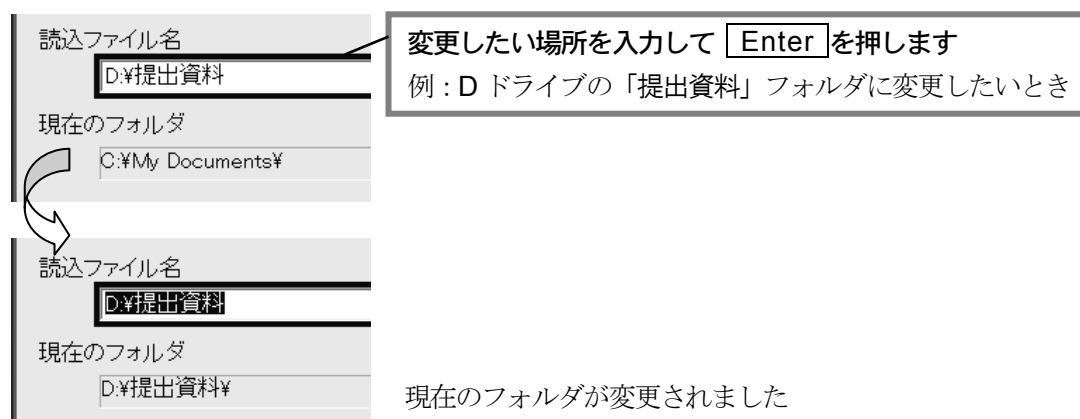 読込ファイル名
D:¥提出資料
現在のフォルダ
C:¥My Documents¥
変更したい場所を入力して Enter を押します
例：D ドライブの「提出資料」フォルダに変更したいとき
読込ファイル名
D:¥提出資料
現在のフォルダ
D:¥提出資料¥
現在のフォルダが変更されました